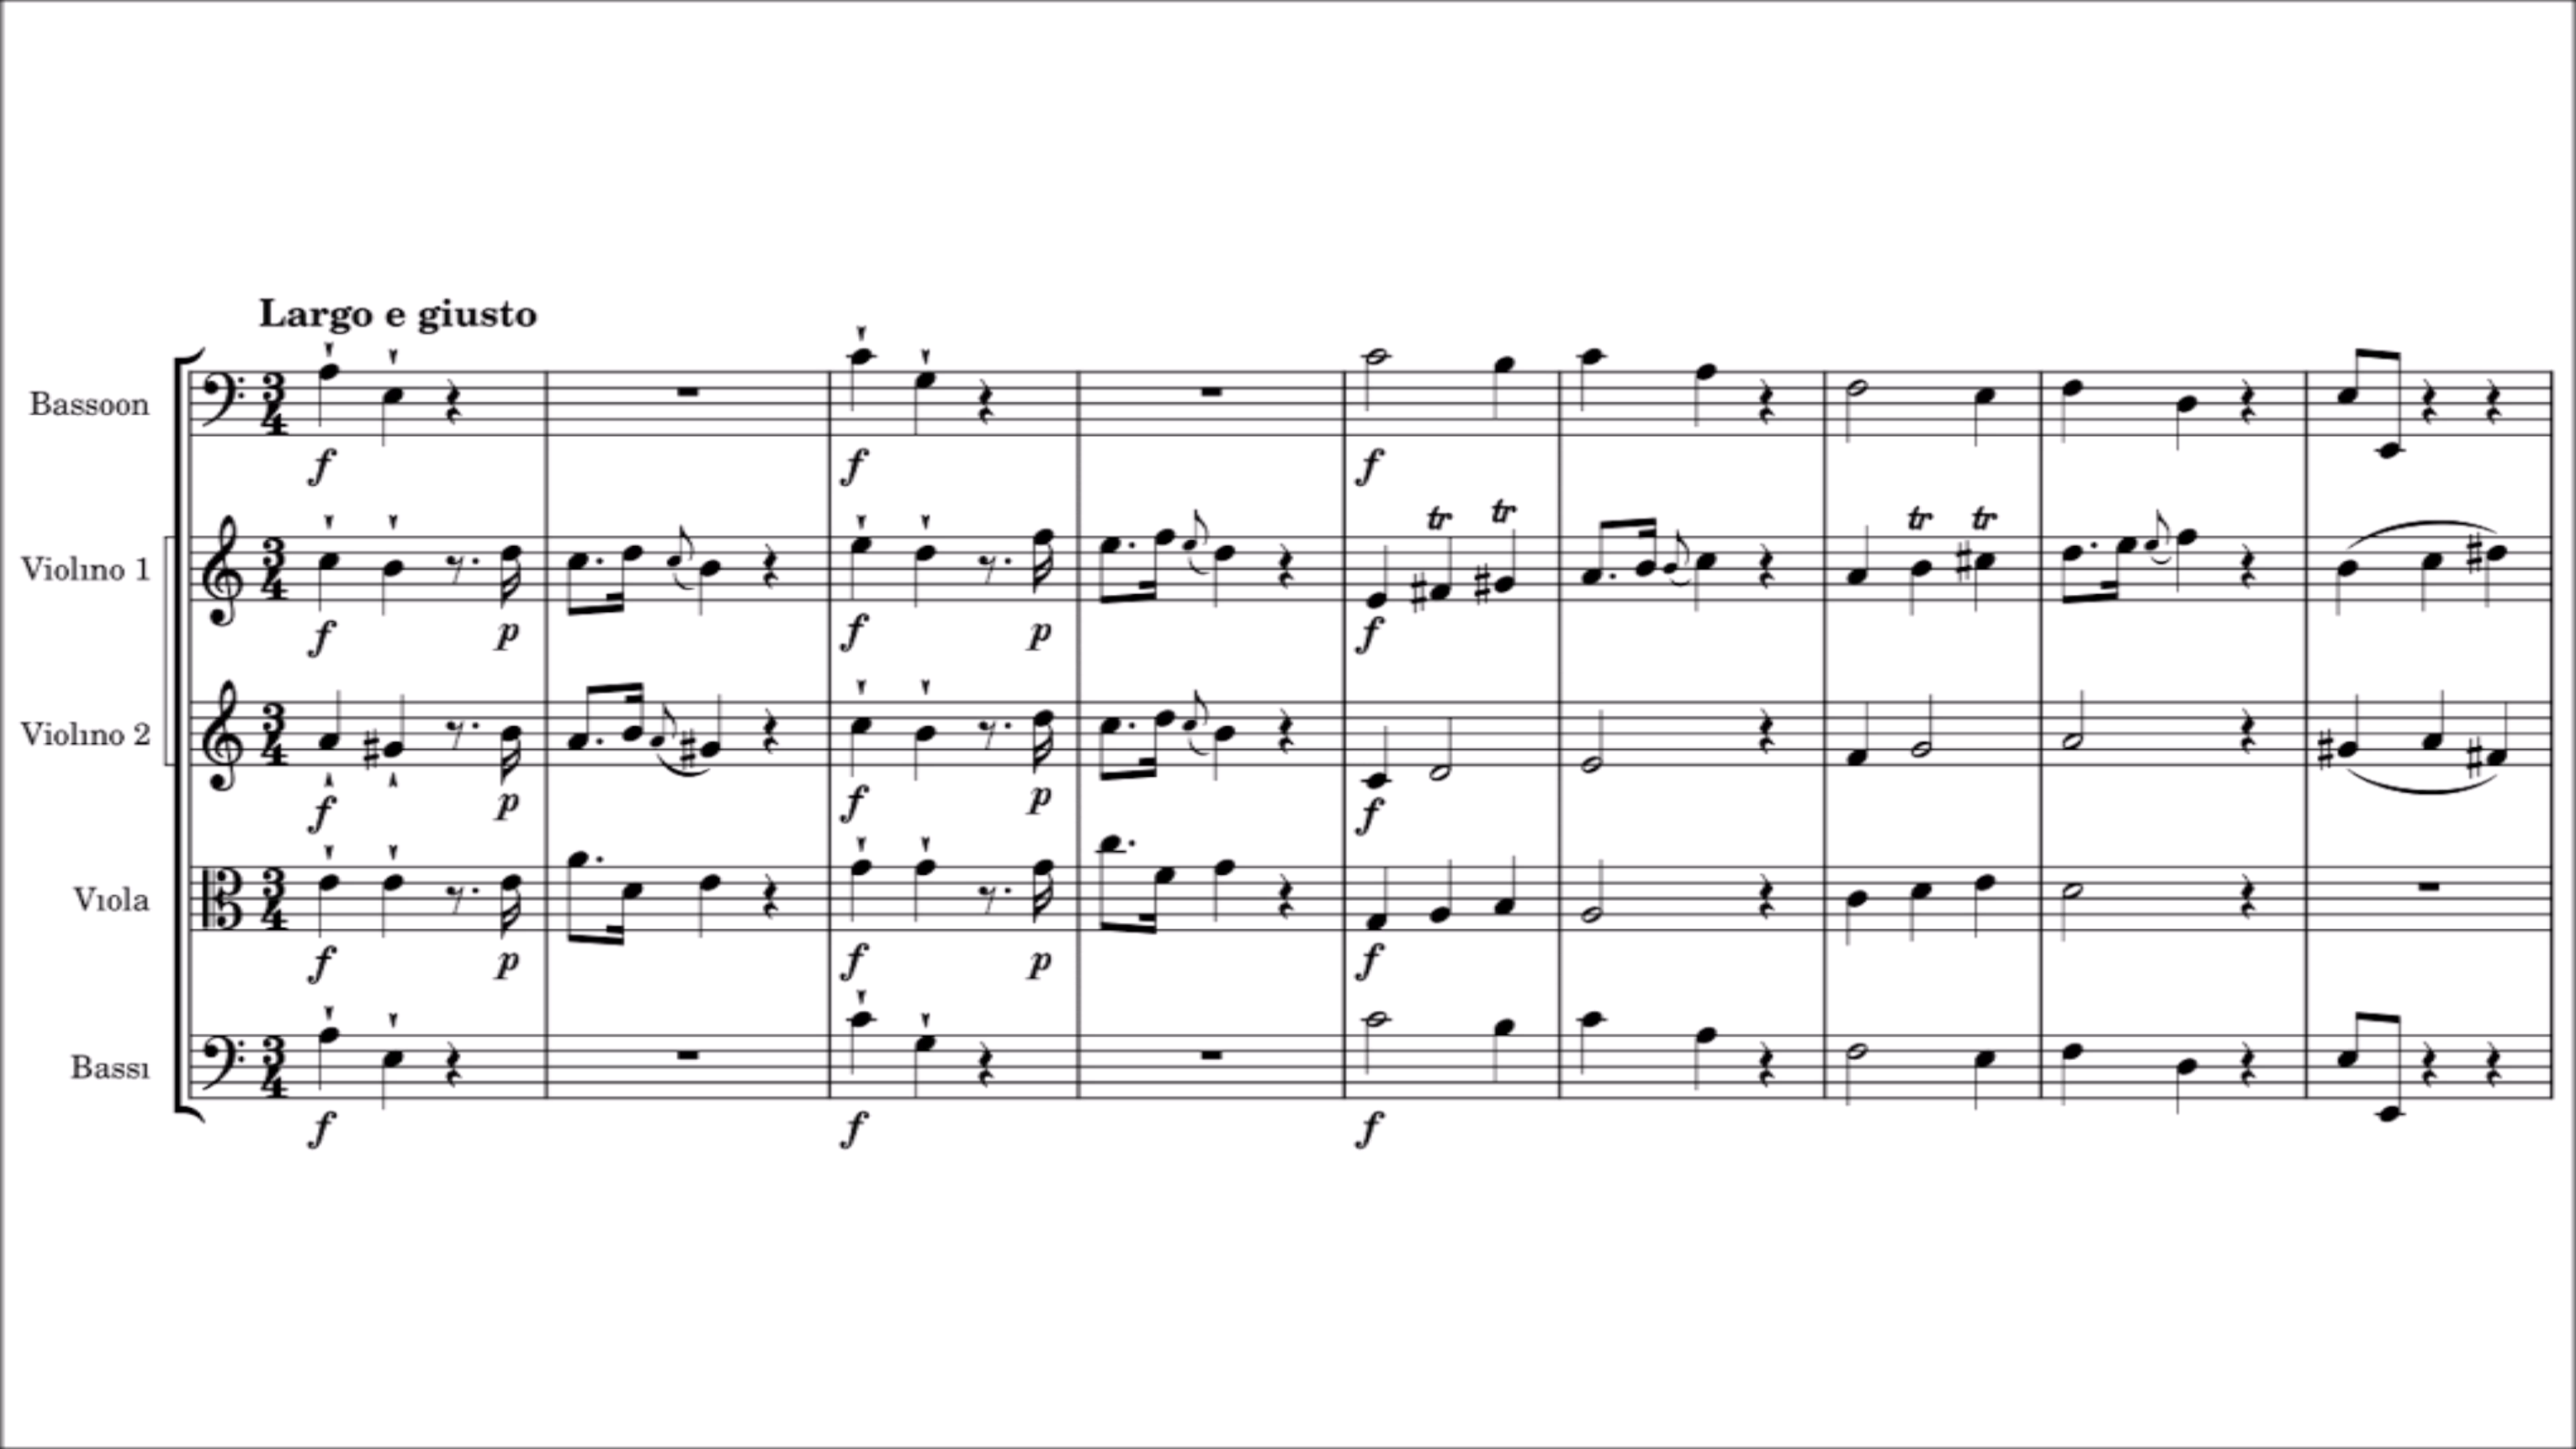 Largo e giusto
Bassoon
f f f
tr tr tr tr
Violino 1
f p f p f
Violino 2
f p f p f
Viola
f p f p f
Bassi
f f f